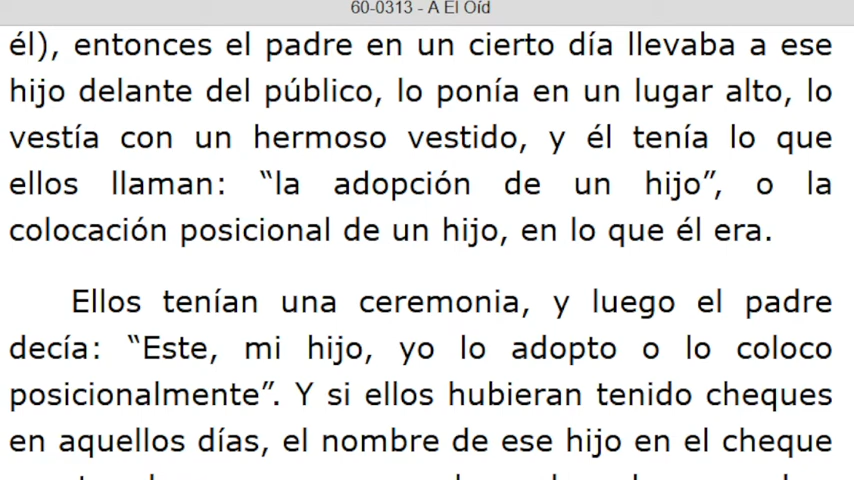 60-0313 - A El Oíd
él), entonces el padre en un cierto día llevaba a ese
hijo delante del público, lo ponía en un lugar alto, lo
vestía con un hermoso vestido, y él tenía lo que
ellos llaman: “la adopción de un hijo”, o la
colocación posicional de un hijo, en lo que él era.
Ellos tenían una ceremonia, y luego el padre
decía: “Este, mi hijo, yo lo adopto o lo coloco
posicionalmente”. Y si ellos hubieran tenido cheques
en aquellos días, el nombre de ese hijo en el cheque